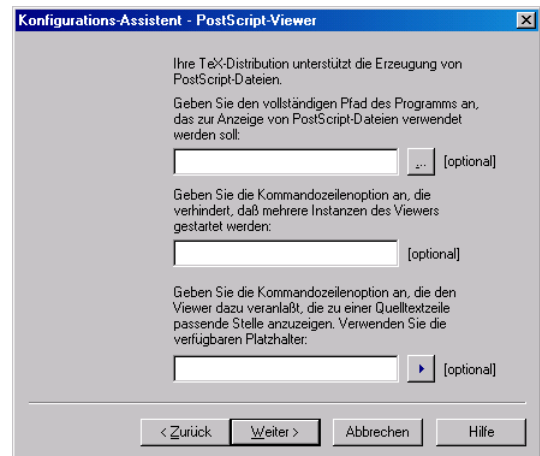 Konfigurations-Assistent - PostScript-Viewer
Ihre TeX-Distribution unterstützt die Erzeugung von
PostScript-Dateien.
Geben Sie den vollständigen Pfad des Programms an,
das zur Anzeige von PostScript-Dateien verwendet
werden soll:
... [optional]
Geben Sie die Kommandozeilenoption an, die
verhindert, daß mehrere Instanzen des Viewers
gestartet werden:
[optional]
Geben Sie die Kommandozeilenoption an, die den
Viewer dazu veranlaßt, die zu einer Quelltextzeile
passende Stelle anzuzeigen. Verwenden Sie die
verfügbaren Platzhalter:
[optional]
< Zurück Weiter > Abbrechen Hilfe